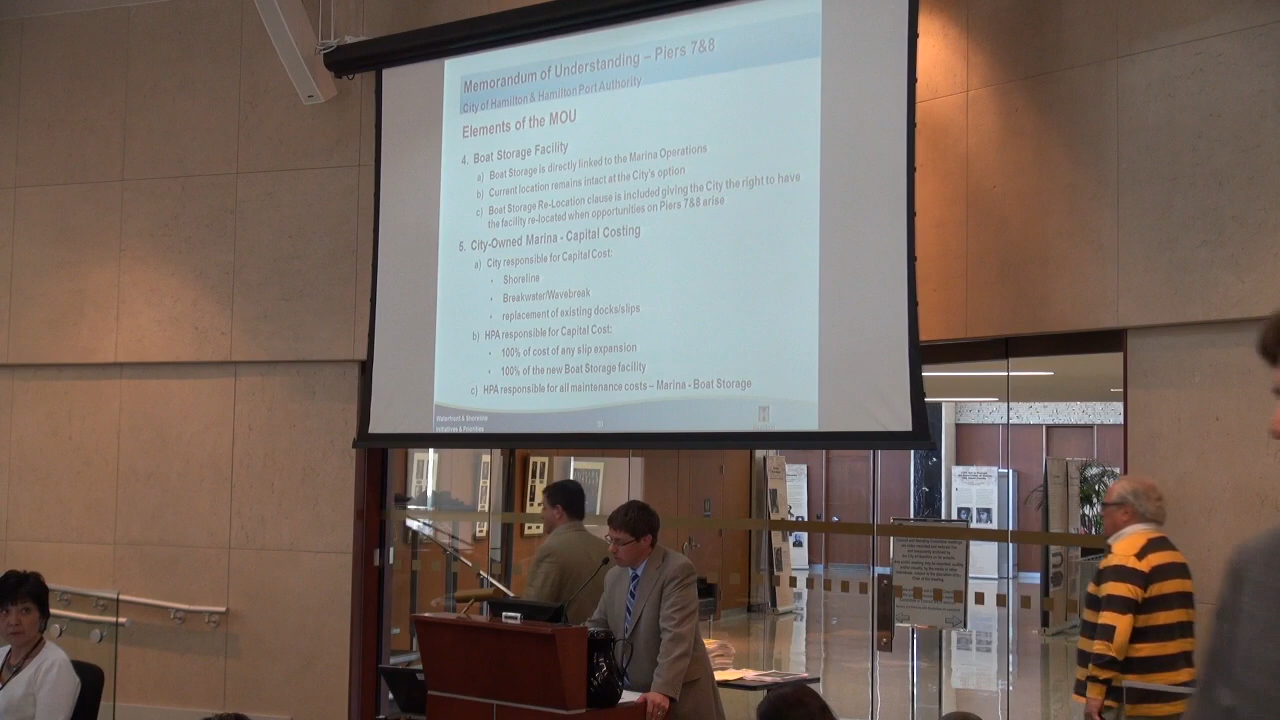 Memorandum of Understanding – Piers 7&8
City of Hamilton & Hamilton Port Authority
Elements of the MOU
4. Boat Storage Facility
a) Boat Storage is directly linked to the Marina Operations
b) Current location remains intact at the City's option
c) Boat Storage Re-Location clause is included giving the City the right to have
the facility re-located when opportunities on Piers 7&8 arise
5. City-Owned Marina - Capital Costing
a) City responsible for Capital Cost:
• Shoreline
• Breakwater/Wavebreak
• replacement of existing docks/slips
b) HPA responsible for Capital Cost:
• 100% of cost of any slip expansion
• 100% of the new Boat Storage facility
c) HPA responsible for all maintenance costs – Marina - Boat Storage
Waterfront & Shoreline
Initiatives & Priorities